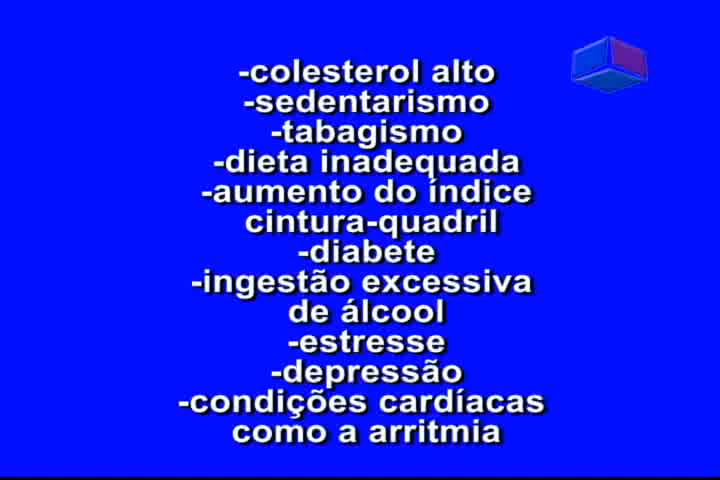 -colesterol alto
-sedentarismo
-tabagismo
-dieta inadequada
-aumento do índice
cintura-quadril
-diabete
-ingestão excessiva
de álcool
-estresse
-depressão
-condições cardíacas
como a arritmia